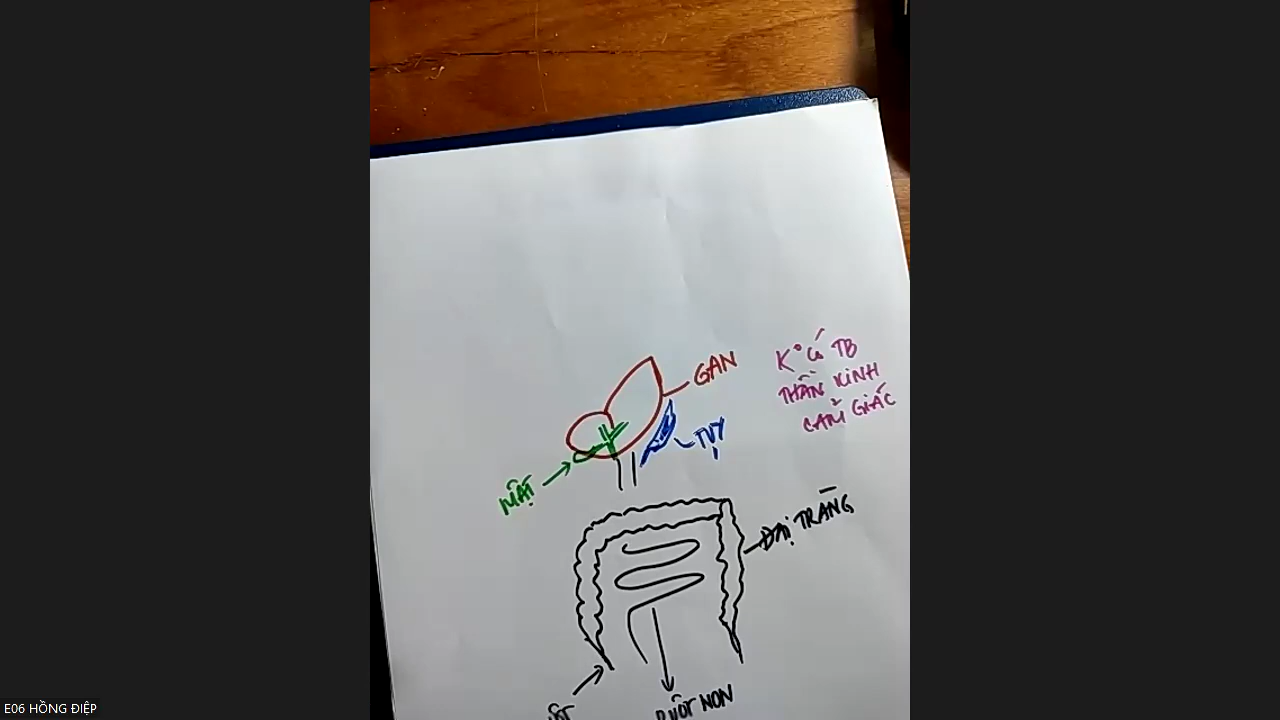 GAN
K° có TB
THẦN KINH
CẢM GIÁC
TỤY
MẬT
ĐẠI TRÀNG
RUỘT NON
E06 HỒNG ĐIỆP